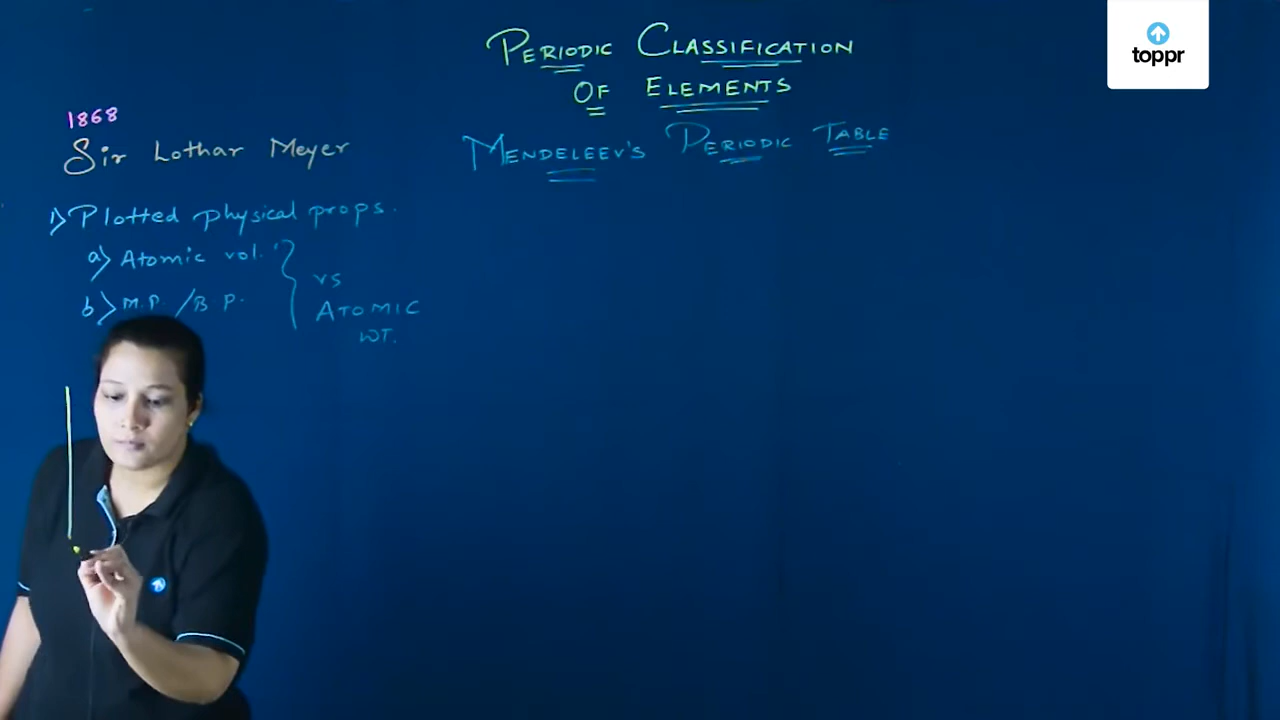 PERIODIC CLASSIFICATION
OF ELEMENTS
toppr
1868
Sir Lothar Meyer
MENDELEEV'S PERIODIC TABLE
1) Plotted physical props.
a) Atomic vol.
b) M.P. / B.P.
vs
ATOMIC
WT.